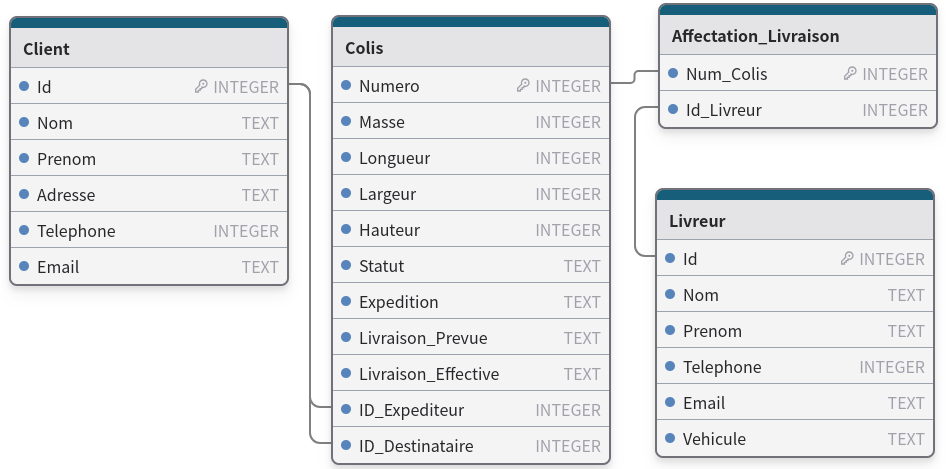 Client
Id INTEGER
Nom TEXT
Prenom TEXT
Adresse TEXT
Telephone INTEGER
Email TEXT
Colis
Numero INTEGER
Masse INTEGER
Longueur INTEGER
Largeur INTEGER
Hauteur INTEGER
Statut TEXT
Expedition TEXT
Livraison_Prevue TEXT
Livraison_Effective TEXT
ID_Expediteur INTEGER
ID_Destinataire INTEGER
Affectation_Livraison
Num_Colis INTEGER
Id_Livreur INTEGER
Livreur
Id INTEGER
Nom TEXT
Prenom TEXT
Telephone INTEGER
Email TEXT
Vehicule TEXT